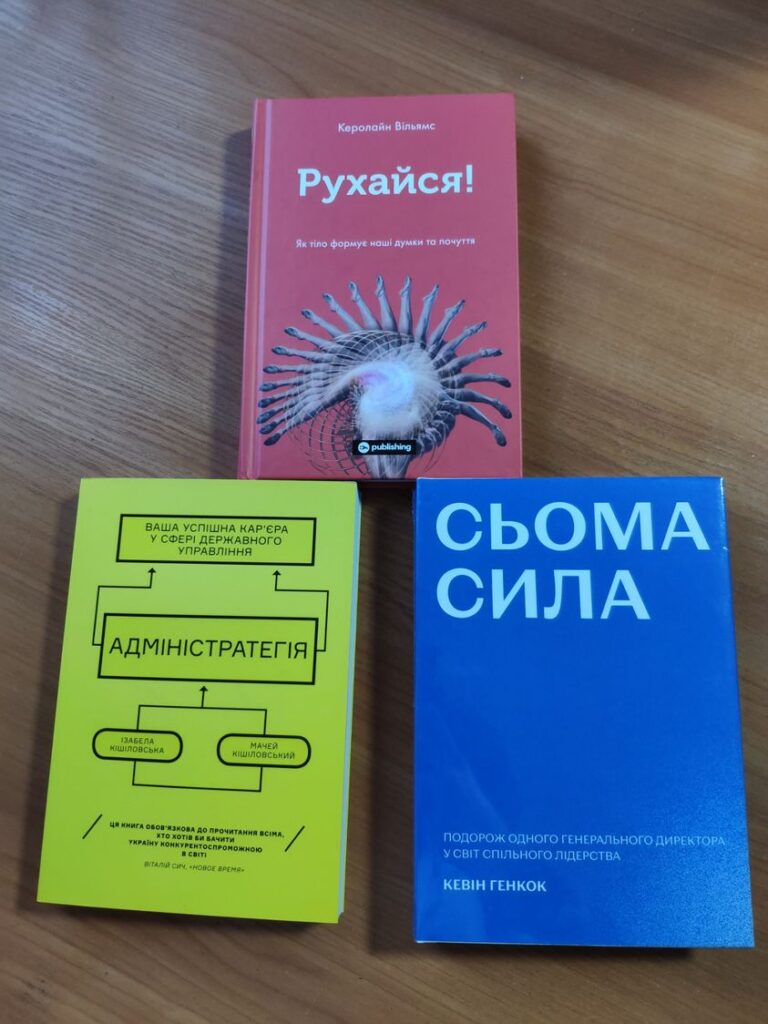 Керолайн Вільямс
Рухайся!
Як тіло формує наші думки та почуття
publishing
ВАША УСПІШНА КАР'ЄРА
У СФЕРІ ДЕРЖАВНОГО
УПРАВЛІННЯ
АДМІНІСТРАТЕГІЯ
ІЗАБЕЛА
КІШІЛОВСЬКА
МАЧЕЙ
КІШІЛОВСЬКИЙ
ЦЯ КНИГА ОБОВ'ЯЗКОВА ДО ПРОЧИТАННЯ ВСІМА,
ХТО ХОТІВ БИ БАЧИТИ
УКРАЇНУ КОНКУРЕНТОСПРОМОЖНОЮ
В СВІТІ
ВІТАЛІЙ СИЧ, «НОВОЕ ВРЕМЯ»
СЬОМА
СИЛА
ПОДОРОЖ ОДНОГО ГЕНЕРАЛЬНОГО ДИРЕКТОРА
У СВІТ СПІЛЬНОГО ЛІДЕРСТВА
КЕВІН ГЕНКОК